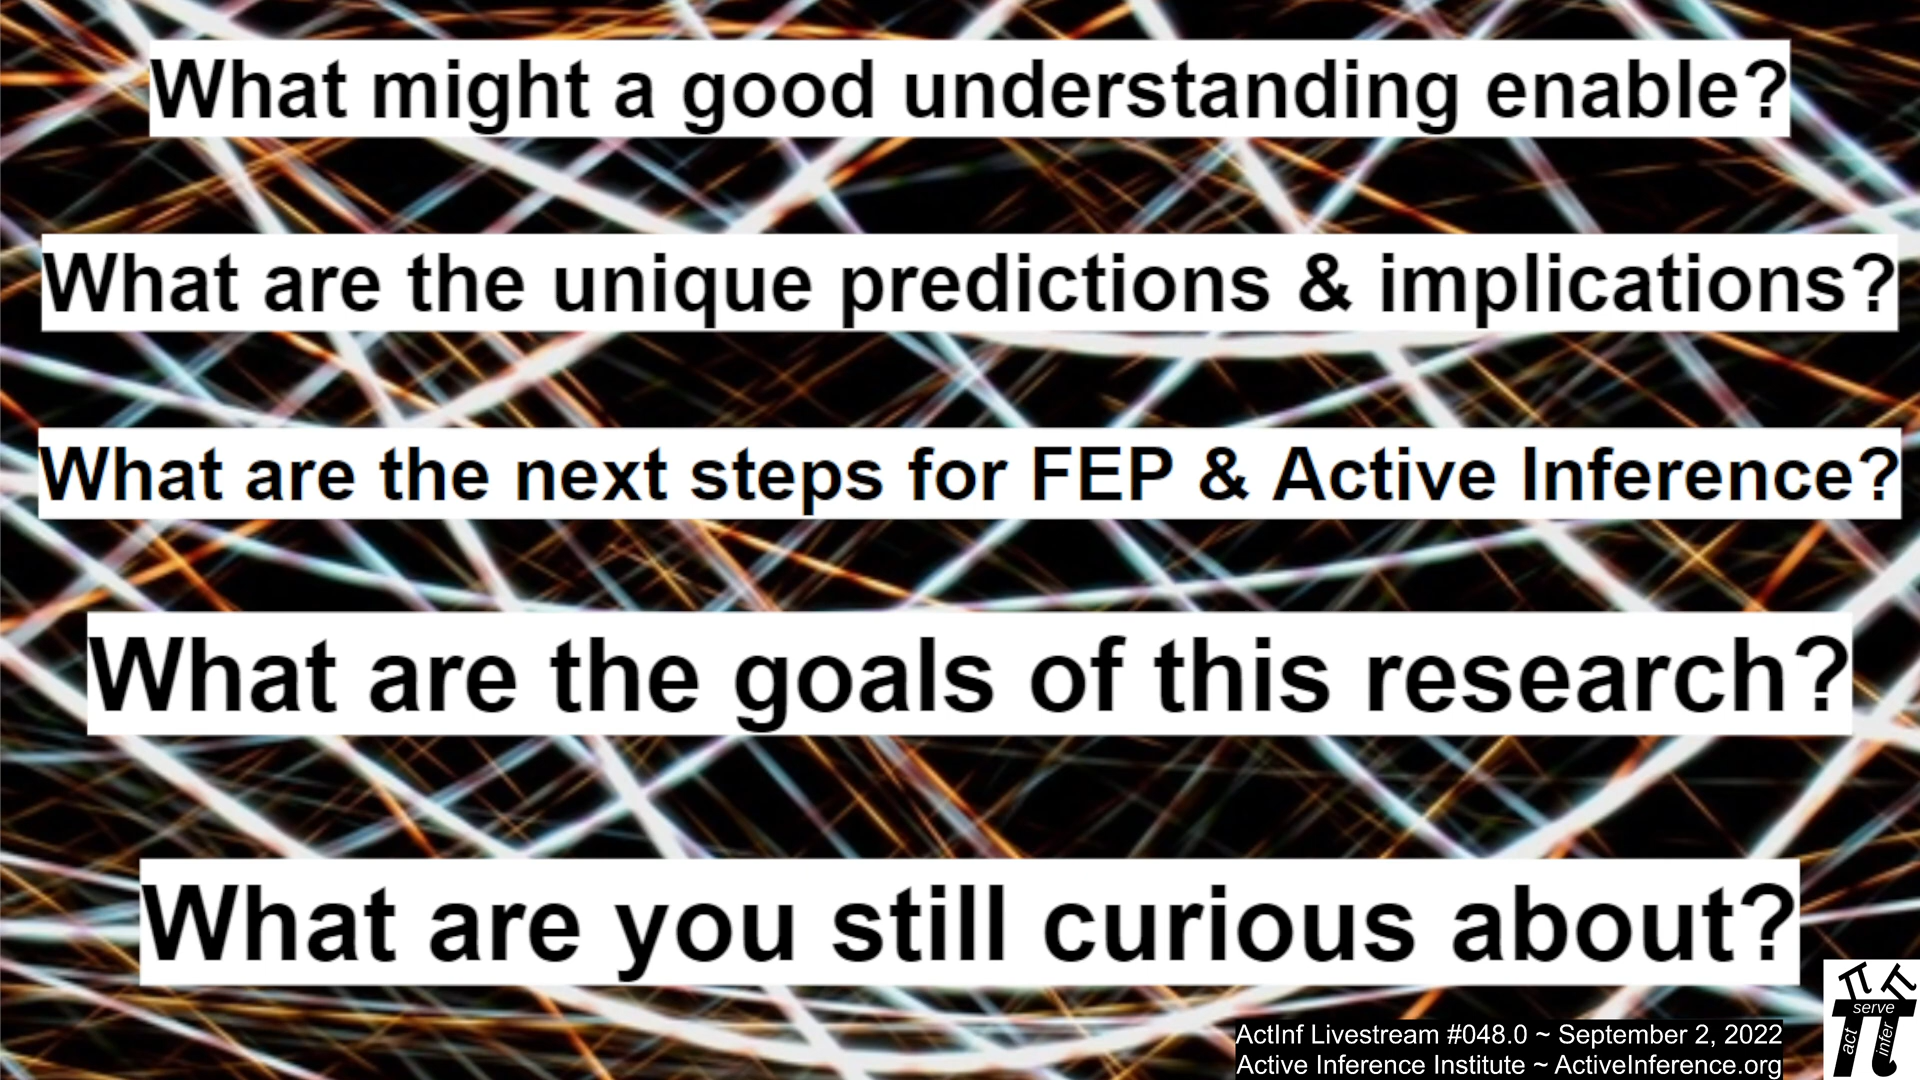 What might a good understanding enable?
What are the unique predictions & implications?
What are the next steps for FEP & Active Inference?
What are the goals of this research?
What are you still curious about?
ActInf Livestream #048.0 ~ September 2, 2022
Active Inference Institute ~ ActiveInference.org
π π
serve
π
act
infer